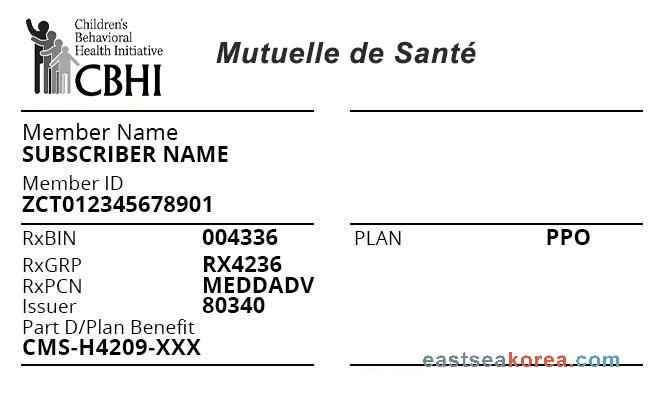 Children's
Behavioral
Health Initiative
CBHI
Mutuelle de Santé
Member Name
SUBSCRIBER NAME
Member ID
ZCT012345678901
RxBIN 004336
PLAN PPO
RxGRP RX4236
RxPCN MEDDADV
Issuer 80340
Part D/Plan Benefit
CMS-H4209-XXX
eastseakorea.com